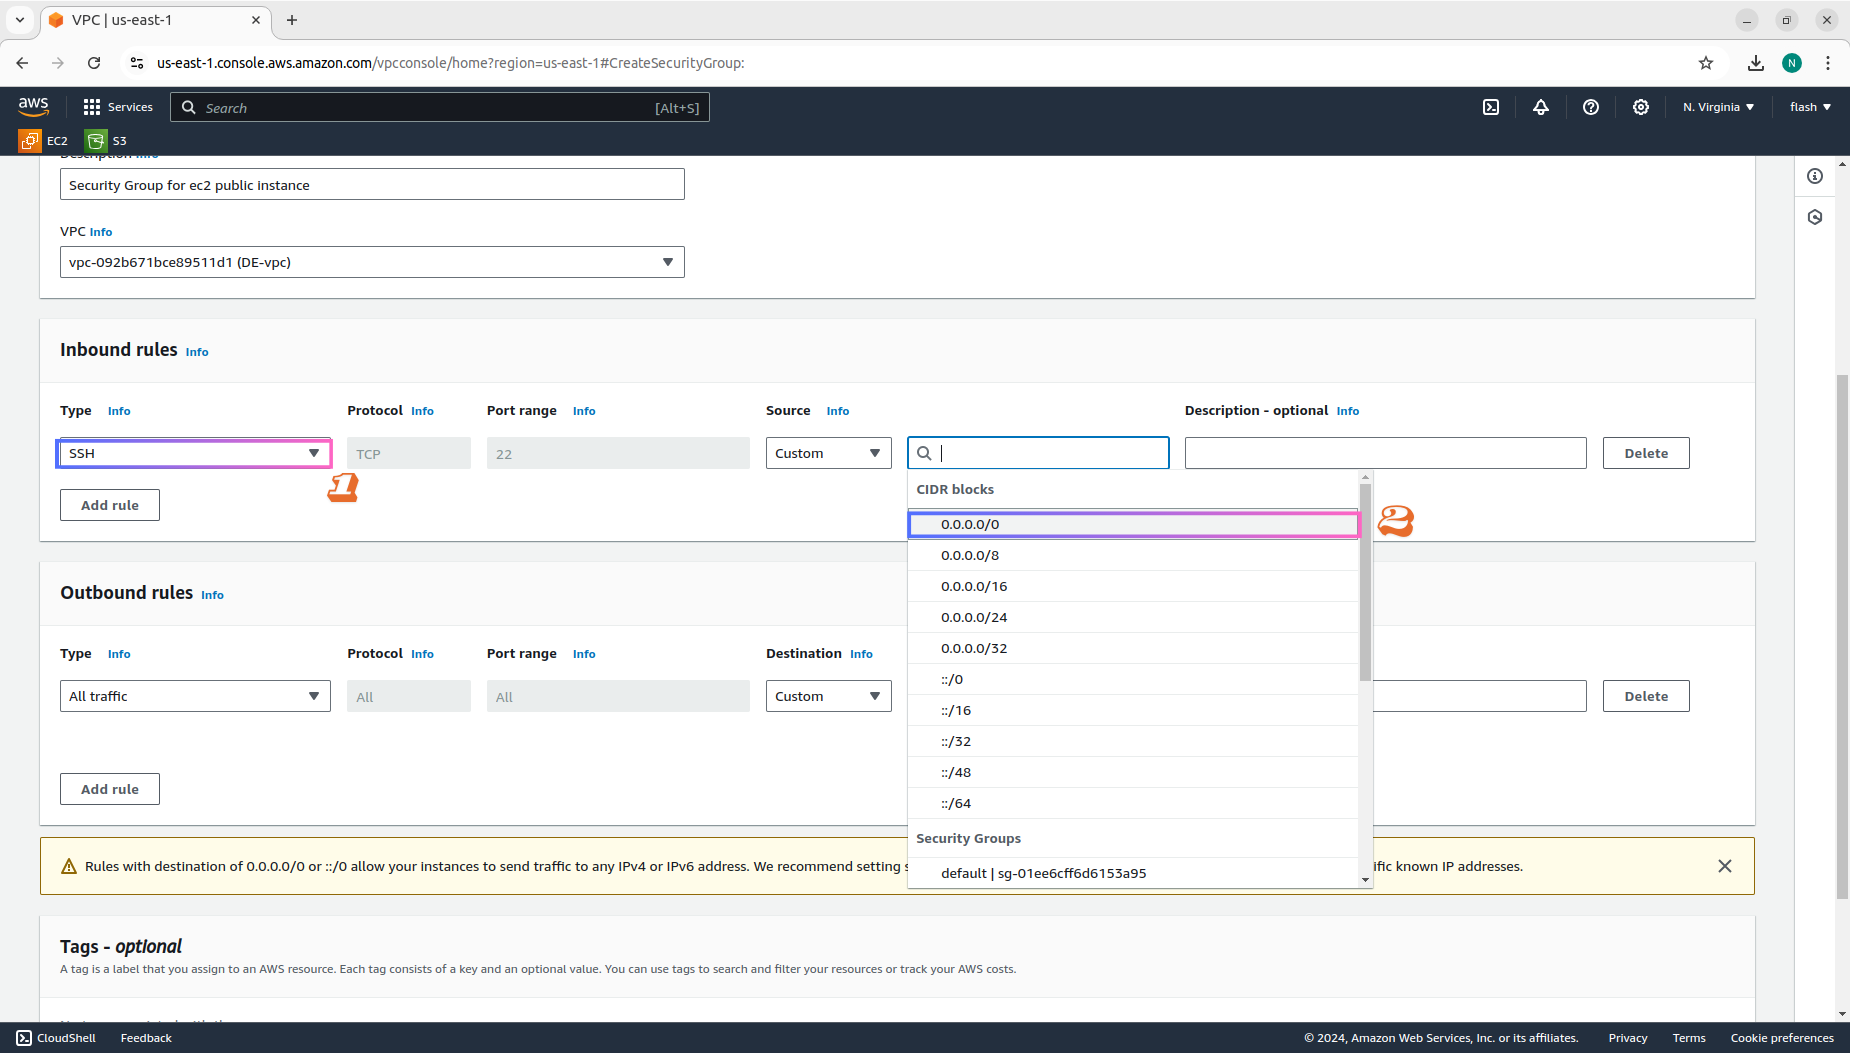 VPC | us-east-1
us-east-1.console.aws.amazon.com/vpcconsole/home?region=us-east-1#CreateSecurityGroup:
N
aws
Services
Search
[Alt+S]
N. Virginia
flash
EC2
S3
Description Info
Security Group for ec2 public instance
VPC Info
vpc-092b671bce89511d1 (DE-vpc)
Inbound rules Info
Type Info Protocol Info Port range Info Source Info Description - optional Info
SSH TCP 22 Custom Delete
1
Add rule
CIDR blocks
0.0.0.0/0
2
0.0.0.0/8
0.0.0.0/16
0.0.0.0/24
0.0.0.0/32
::/0
::/16
::/32
::/48
::/64
Security Groups
default | sg-01ee6cff6d6153a95
Outbound rules Info
Type Info Protocol Info Port range Info Destination Info
All traffic All All Custom Delete
Add rule
Rules with destination of 0.0.0.0/0 or ::/0 allow your instances to send traffic to any IPv4 or IPv6 address. We recommend setting s
ific known IP addresses.
Tags - optional
A tag is a label that you assign to an AWS resource. Each tag consists of a key and an optional value. You can use tags to search and filter your resources or track your AWS costs.
CloudShell Feedback © 2024, Amazon Web Services, Inc. or its affiliates. Privacy Terms Cookie preferences